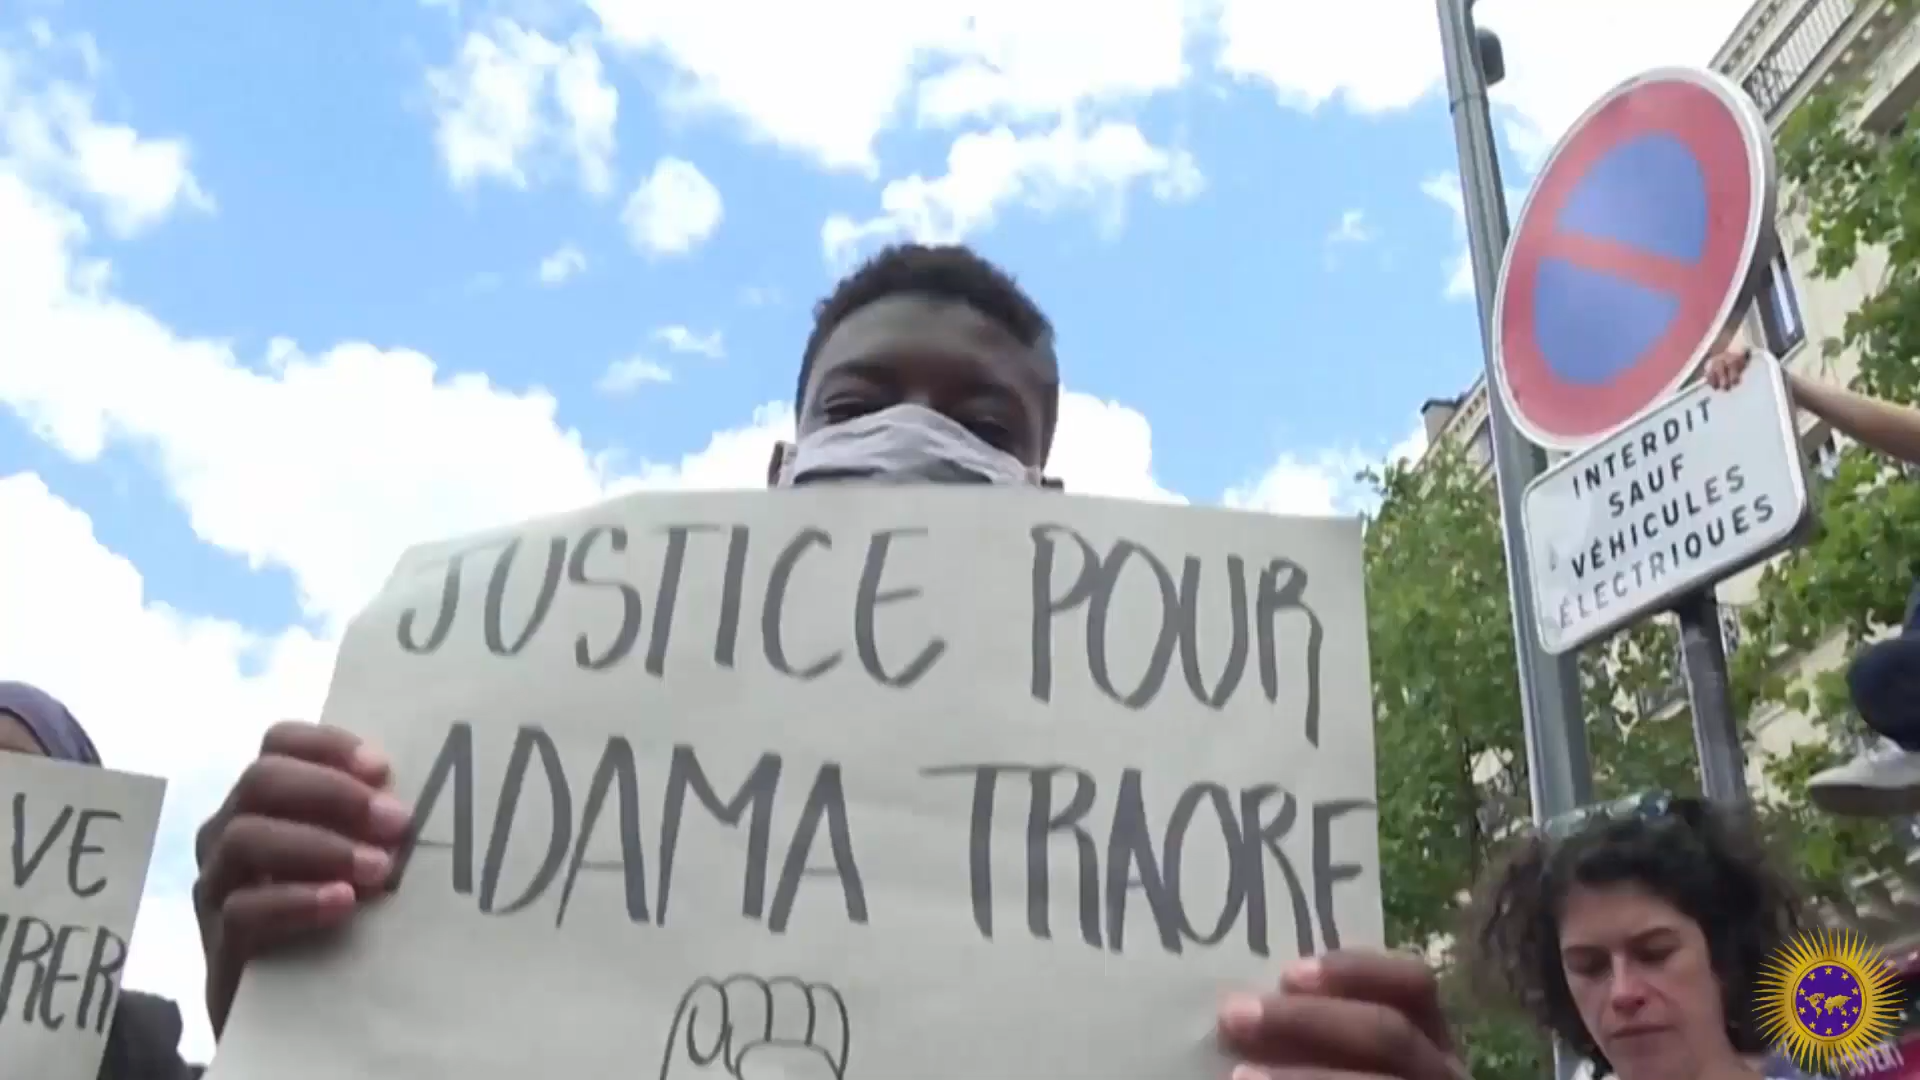 JUSTICE POUR
ADAMA TRAORE
INTERDIT
SAUF
VÉHICULES
ÉLECTRIQUES
VE
RER